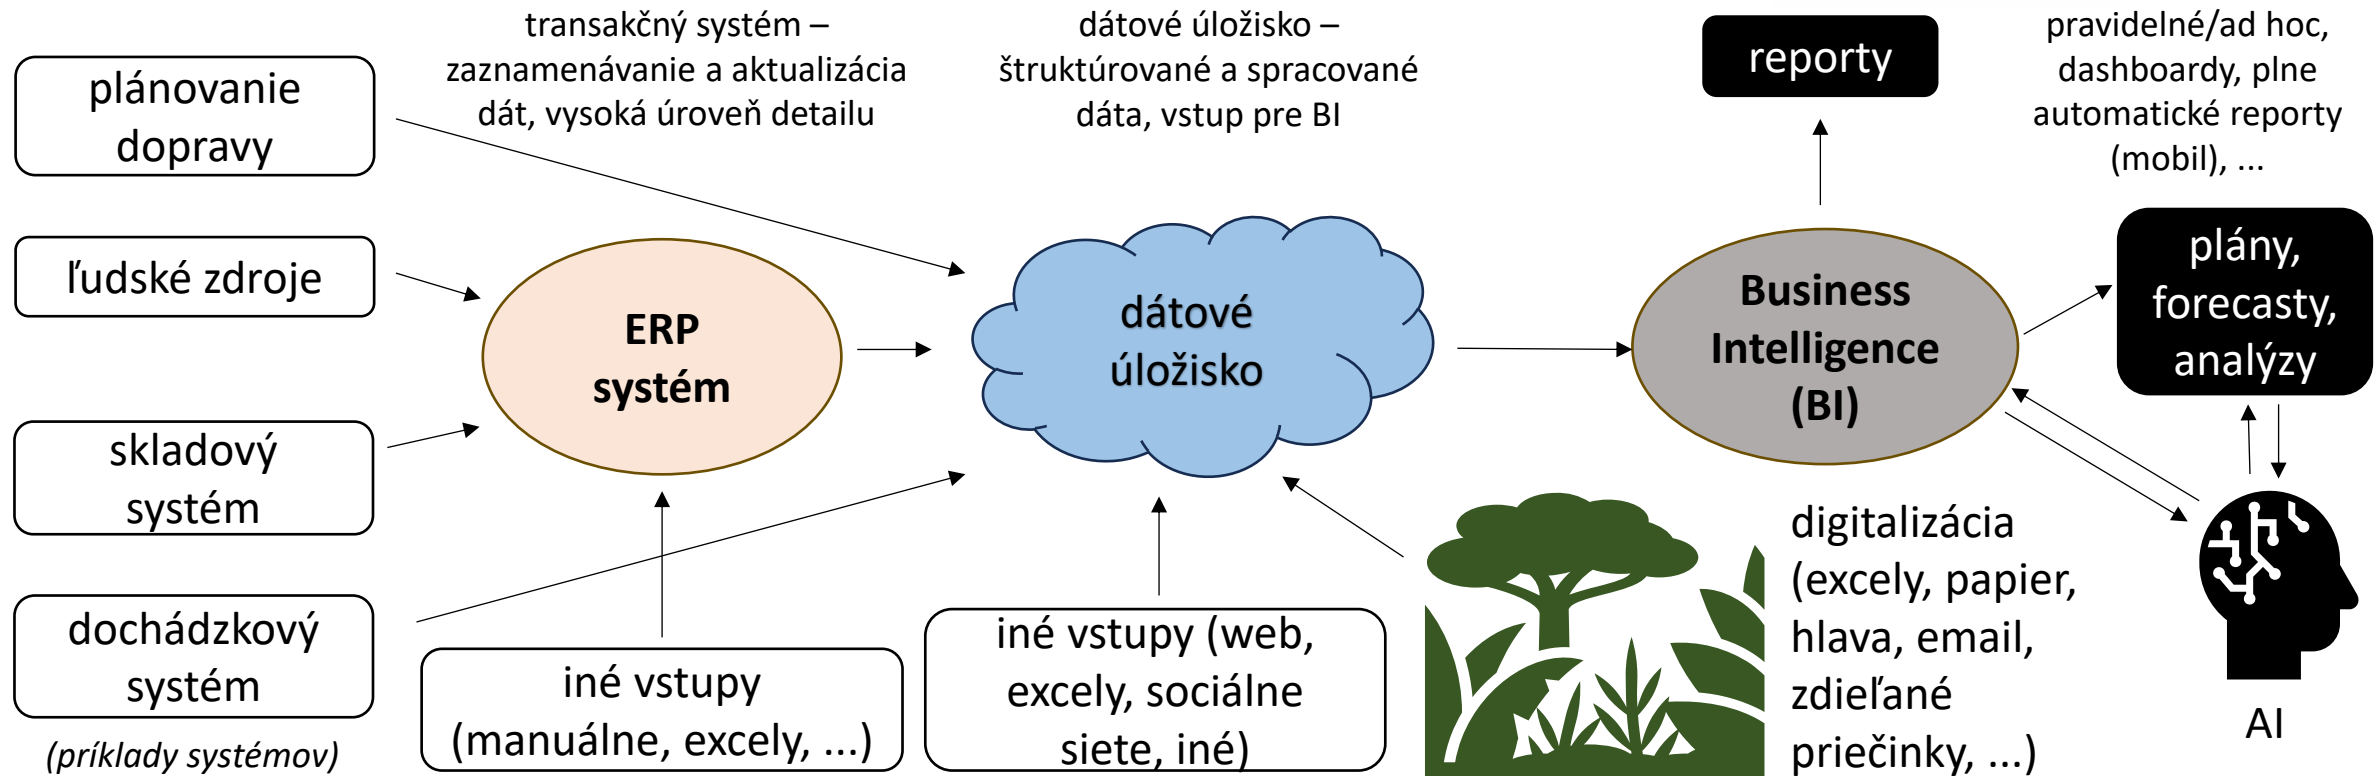 transakčný systém –
zaznamenávanie a aktualizácia
dát, vysoká úroveň detailu
dátové úložisko –
štruktúrované a spracované
dáta, vstup pre BI
reporty
pravidelné/ad hoc,
dashboardy, plne
automatické reporty
(mobil), ...
plánovanie
dopravy
ľudské zdroje
skladový
systém
dochádzkový
systém
(príklady systémov)
ERP
systém
iné vstupy
(manuálne, excely, ...)
dátové
úložisko
iné vstupy (web,
excely, sociálne
siete, iné)
Business
Intelligence
(BI)
plány,
forecasty,
analýzy
digitalizácia
(excely, papier,
hlava, email,
zdieľané
priečinky, ...)
AI